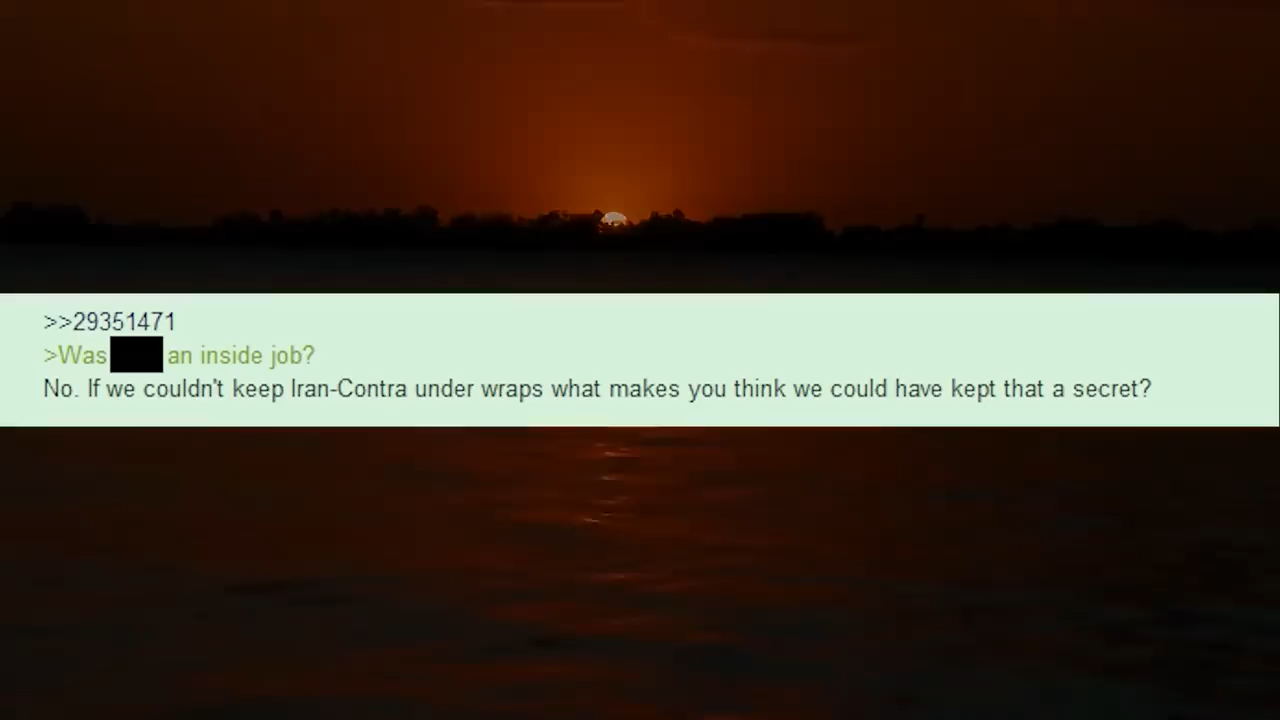 >>29351471
>Was an inside job?
No. If we couldn't keep Iran-Contra under wraps what makes you think we could have kept that a secret?